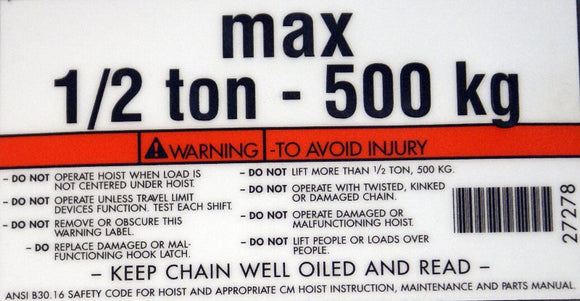 max
1/2 ton - 500 kg
WARNING -TO AVOID INJURY
- DO NOT OPERATE HOIST WHEN LOAD IS
NOT CENTERED UNDER HOIST.
- DO NOT OPERATE UNLESS TRAVEL LIMIT
DEVICES FUNCTION. TEST EACH SHIFT.
- DO NOT REMOVE OR OBSCURE THIS
WARNING LABEL.
- DO REPLACE DAMAGED OR MAL-
FUNCTIONING HOOK LATCH.
- DO NOT LIFT MORE THAN 1/2 TON, 500 KG.
- DO NOT OPERATE WITH TWISTED, KINKED
OR DAMAGED CHAIN.
- DO NOT OPERATE DAMAGED OR
MALFUNCTIONING HOIST.
- DO NOT LIFT PEOPLE OR LOADS OVER
PEOPLE.
27278
- KEEP CHAIN WELL OILED AND READ -
ANSI B30.16 SAFETY CODE FOR HOIST AND APPROPRIATE CM HOIST INSTRUCTION, MAINTENANCE AND PARTS MANUAL